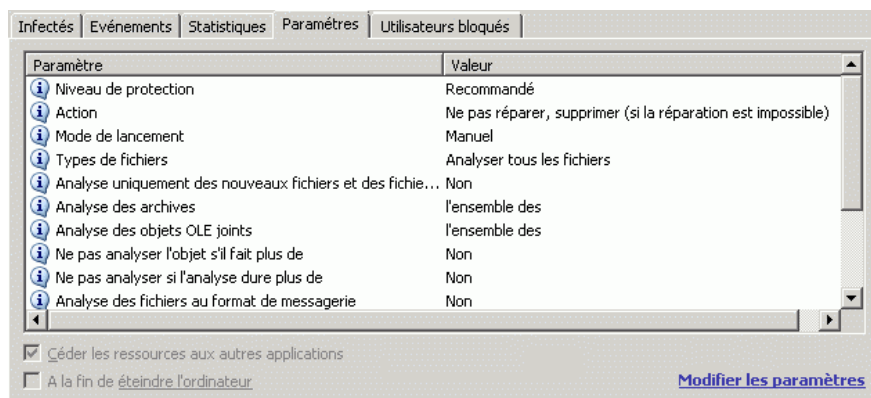 Infectés Evénements Statistiques Paramétres Utilisateurs bloqués
Paramètre Valeur
Niveau de protection Recommandé
Action Ne pas réparer, supprimer (si la réparation est impossible)
Mode de lancement Manuel
Types de fichiers Analyser tous les fichiers
Analyse uniquement des nouveaux fichiers et des fichie... Non
Analyse des archives l'ensemble des
Analyse des objets OLE joints l'ensemble des
Ne pas analyser l'objet s'il fait plus de Non
Ne pas analyser si l'analyse dure plus de Non
Analyse des fichiers au format de messagerie Non
Céder les ressources aux autres applications
A la fin de éteindre l'ordinateur Modifier les paramètres